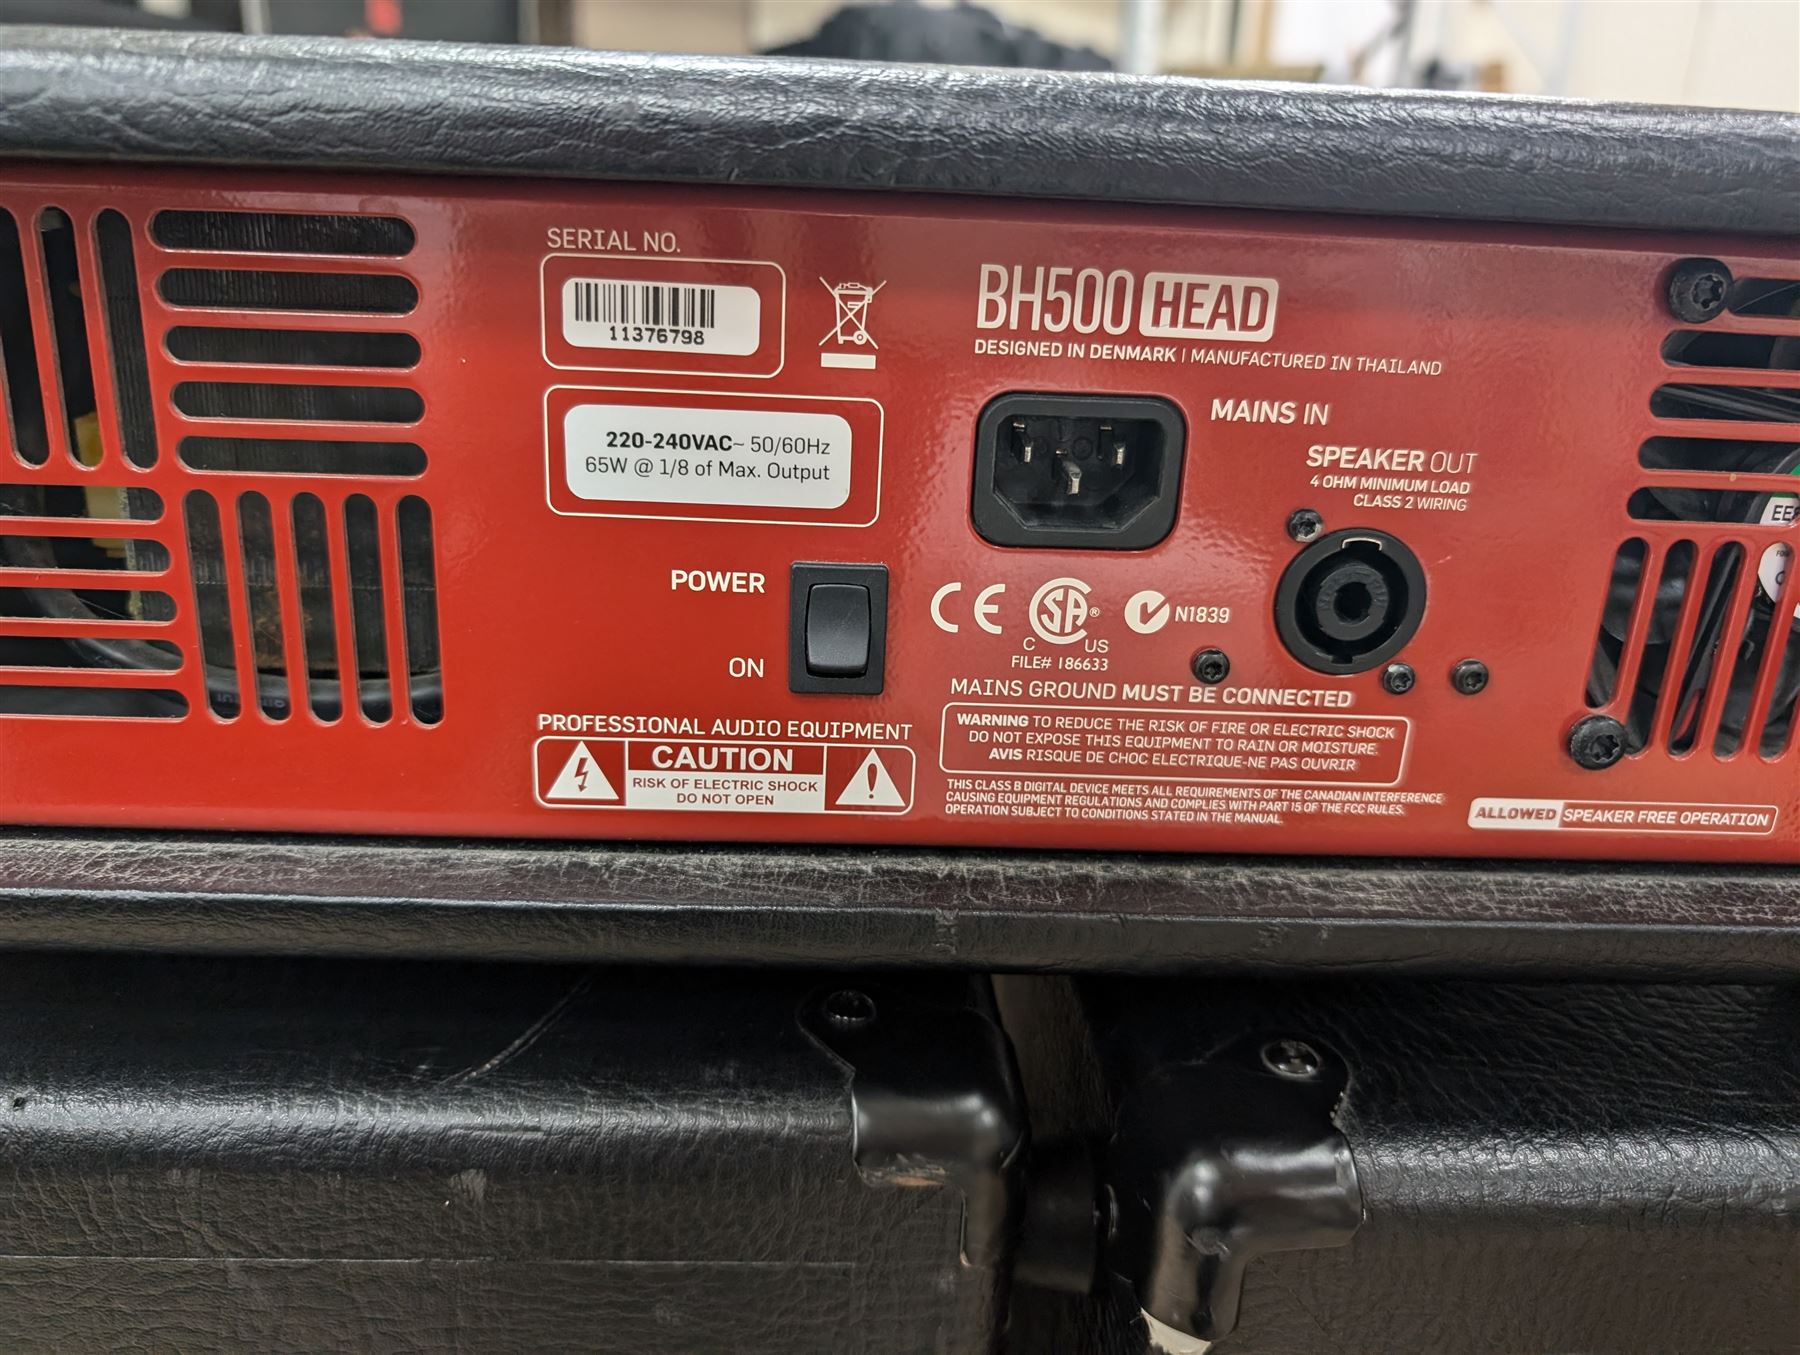 SERIAL NO.
11376798
BH500 HEAD
DESIGNED IN DENMARK | MANUFACTURED IN THAILAND
220-240VAC~ 50/60Hz
65W @ 1/8 of Max. Output
MAINS IN
SPEAKER OUT
4 OHM MINIMUM LOAD
CLASS 2 WIRING
POWER
ON
CE
CSA®
C US
FILE# 186633
N1839
MAINS GROUND MUST BE CONNECTED
WARNING TO REDUCE THE RISK OF FIRE OR ELECTRIC SHOCK
DO NOT EXPOSE THIS EQUIPMENT TO RAIN OR MOISTURE.
AVIS RISQUE DE CHOC ELECTRIQUE-NE PAS OUVRIR
PROFESSIONAL AUDIO EQUIPMENT
CAUTION
RISK OF ELECTRIC SHOCK
DO NOT OPEN
THIS CLASS B DIGITAL DEVICE MEETS ALL REQUIREMENTS OF THE CANADIAN INTERFERENCE
CAUSING EQUIPMENT REGULATIONS AND COMPLIES WITH PART 15 OF THE FCC RULES.
OPERATION SUBJECT TO CONDITIONS STATED IN THE MANUAL.
ALLOWED SPEAKER FREE OPERATION